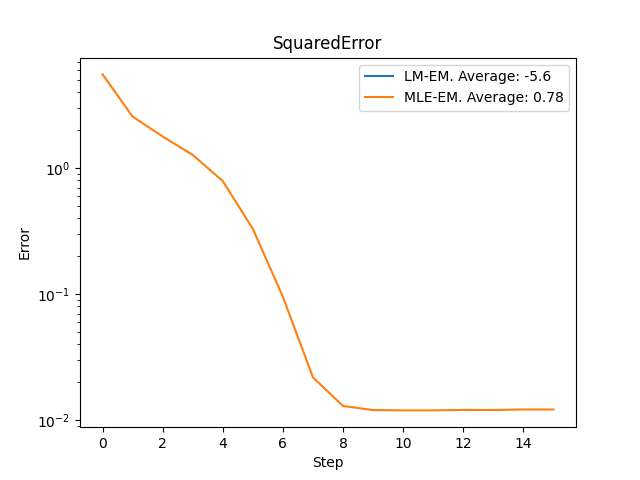 SquaredError
LM-EM. Average: -5.6
MLE-EM. Average: 0.78
Error
10^0
10^-1
10^-2
0 2 4 6 8 10 12 14
Step